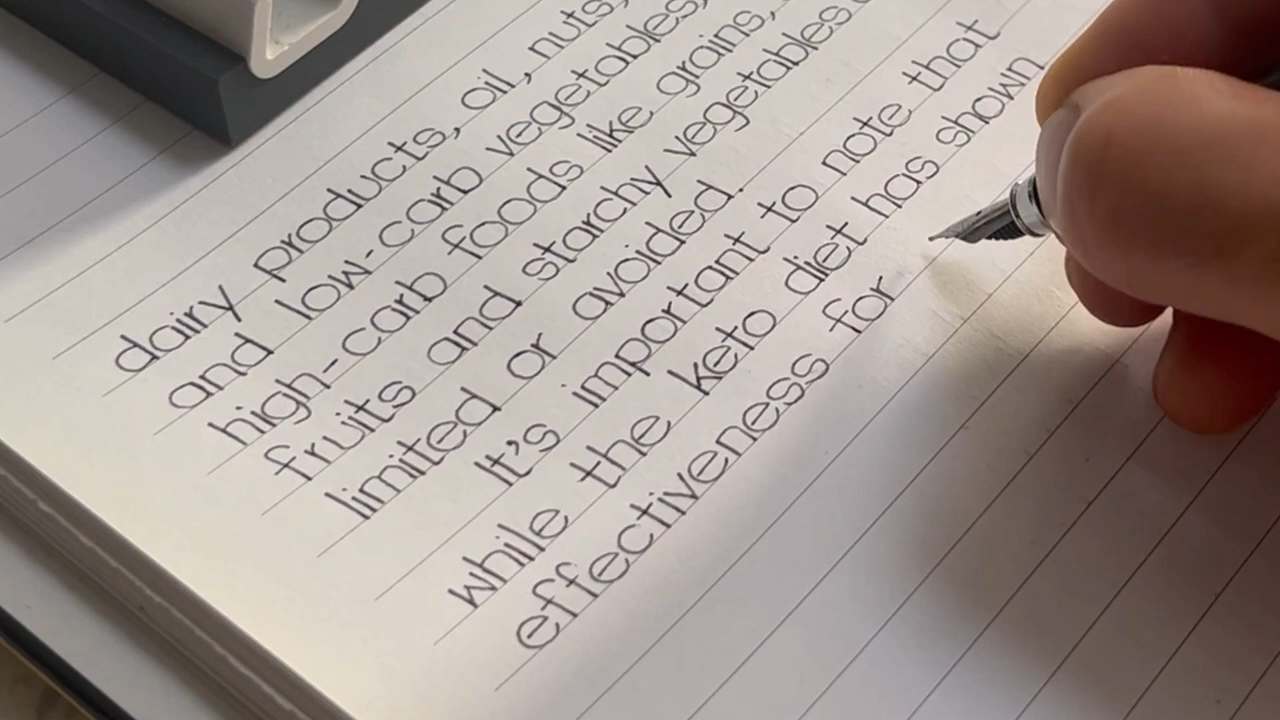 dairy products, oil, nuts,
and low-carb vegetables,
high-carb foods like grains,
fruits and starchy vegetables
limited or avoided.
It's important to note that
while the keto diet has shown
effectiveness for